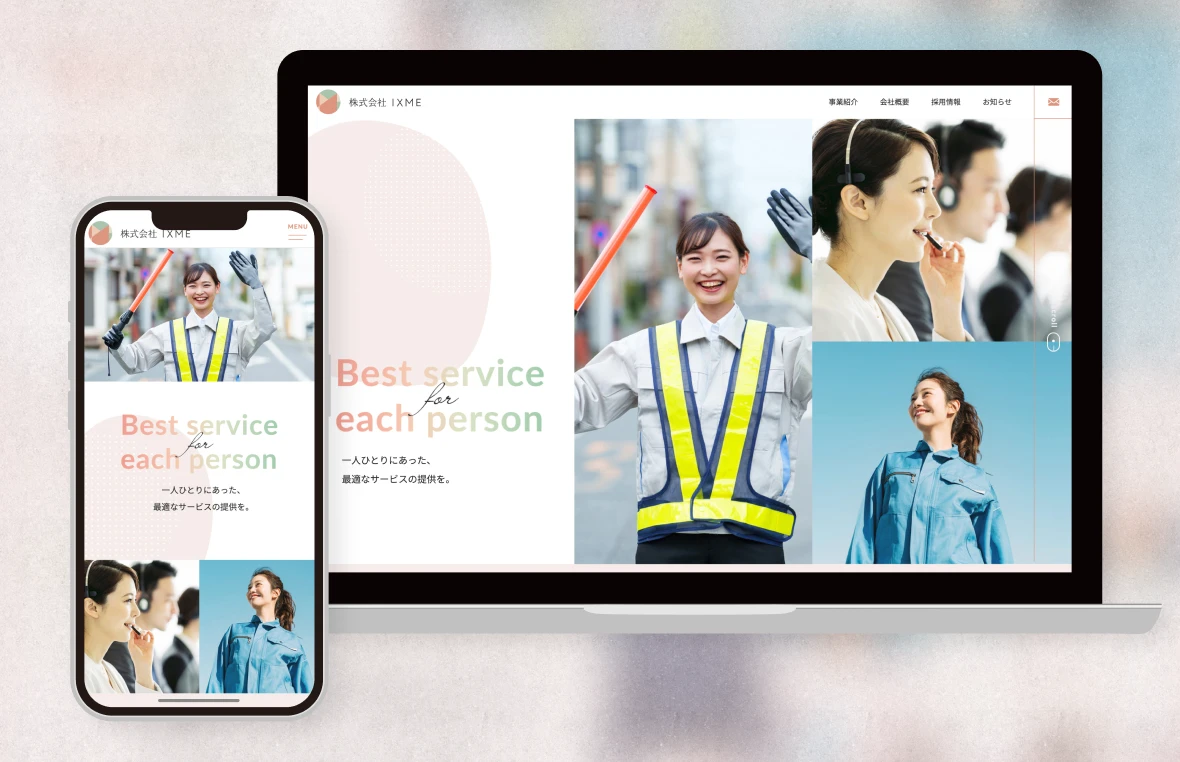 株式会社 IXME
事業紹介
会社概要
採用情報
お知らせ
Best service
for
each person
一人ひとりにあった、
最適なサービスの提供を。
株式会社 IXME
MENU
Best service
for
each person
一人ひとりにあった、
最適なサービスの提供を。